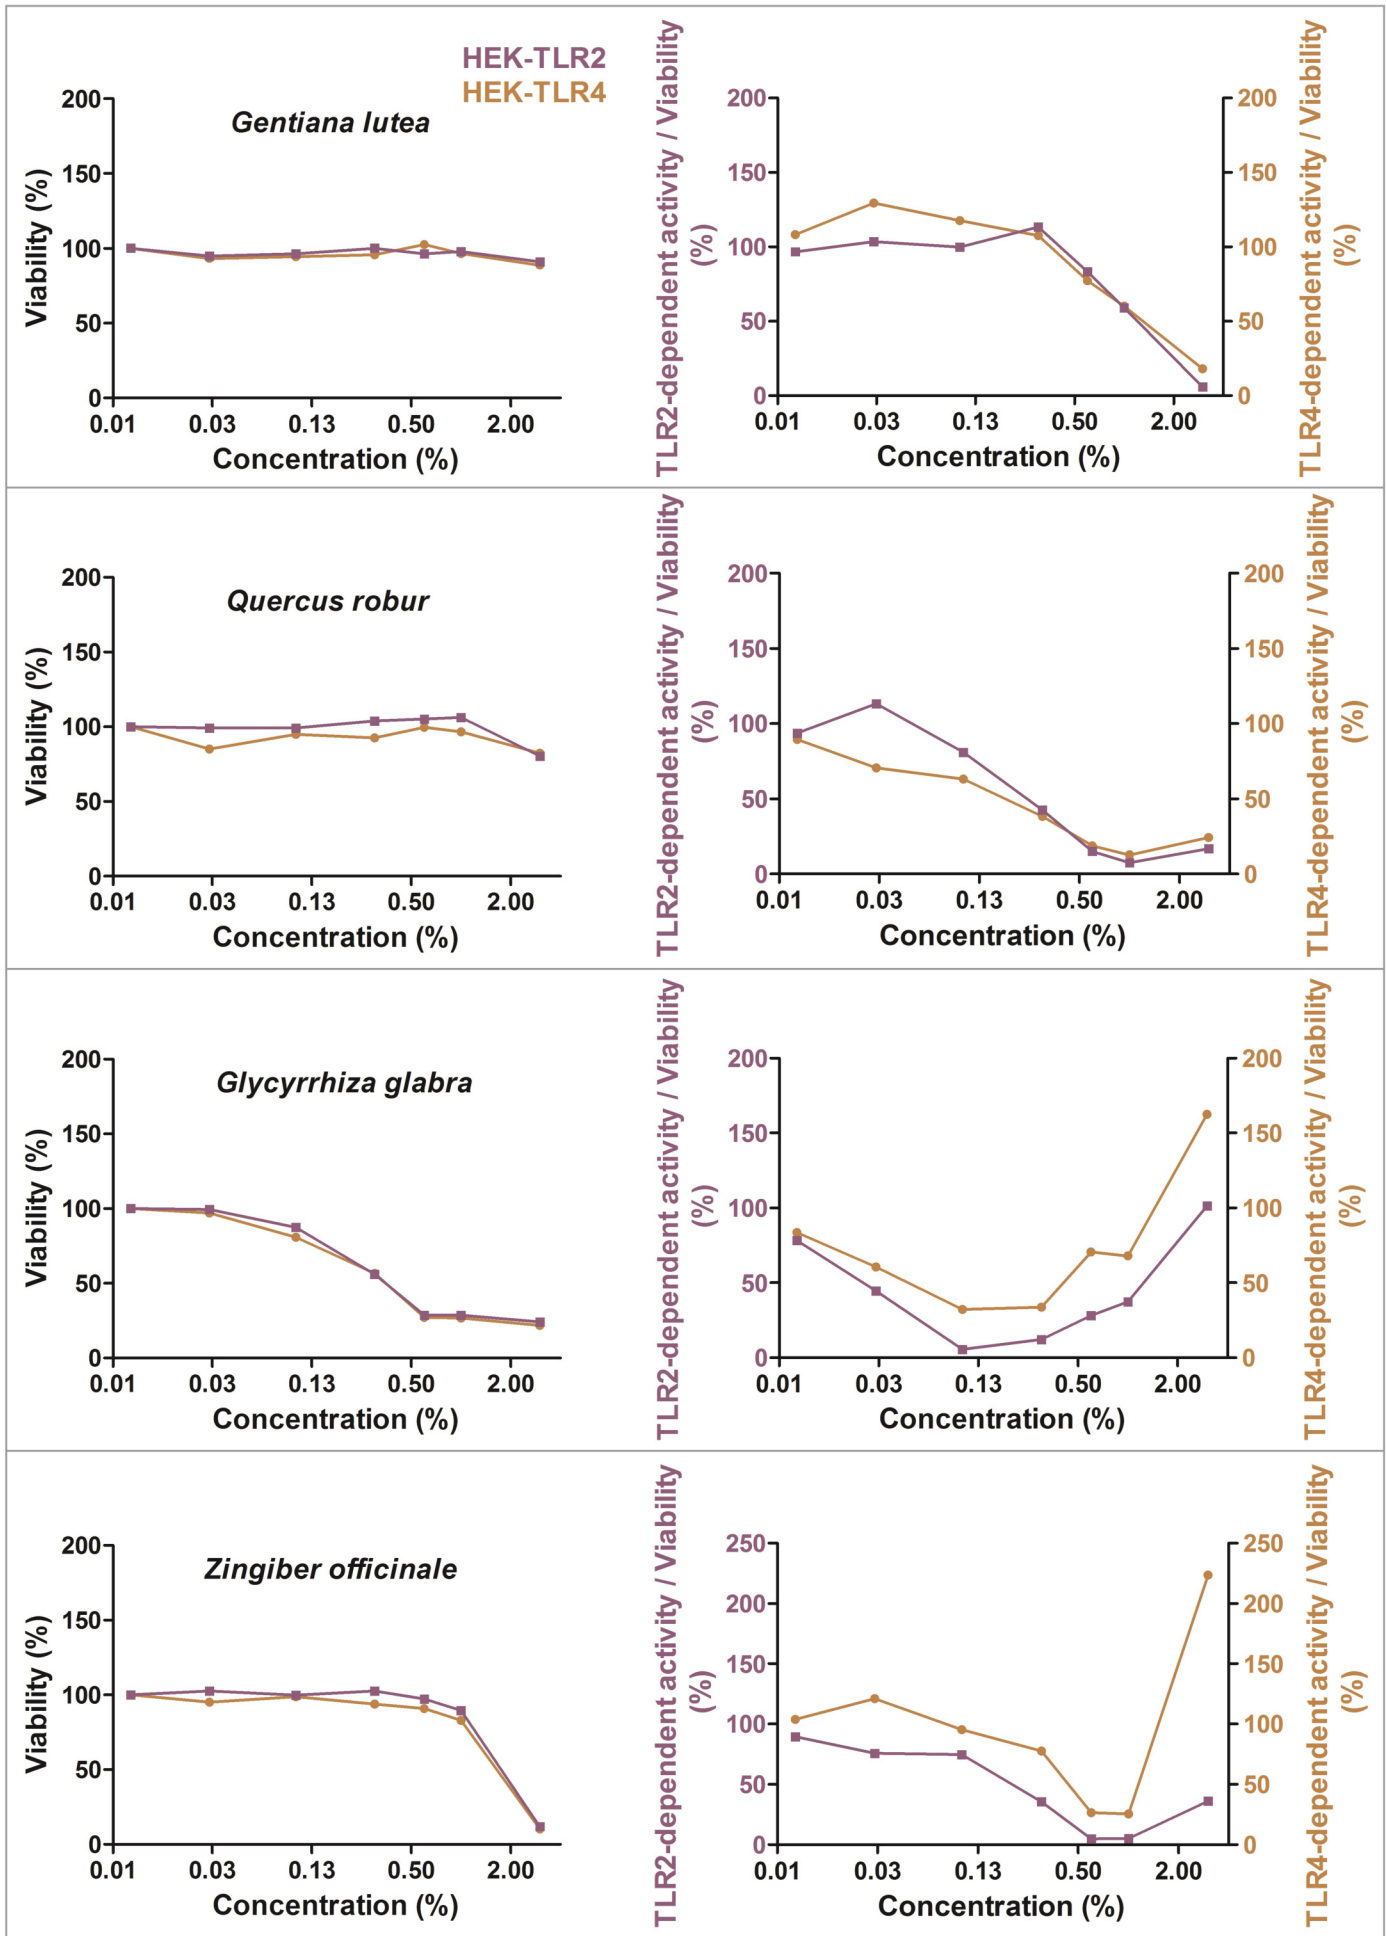 HEK-TLR2
HEK-TLR4
Gentiana lutea
Viability (%)
200
150
100
50
0
0.01 0.03 0.13 0.50 2.00
Concentration (%)
TLR2-dependent activity / Viability
(%)
200
150
100
50
0
0.01 0.03 0.13 0.50 2.00
Concentration (%)
200
150
100
50
0
TLR4-dependent activity / Viability
(%)
Quercus robur
Viability (%)
200
150
100
50
0
0.01 0.03 0.13 0.50 2.00
Concentration (%)
TLR2-dependent activity / Viability
(%)
200
150
100
50
0
0.01 0.03 0.13 0.50 2.00
Concentration (%)
200
150
100
50
0
TLR4-dependent activity / Viability
(%)
Glycyrrhiza glabra
Viability (%)
200
150
100
50
0
0.01 0.03 0.13 0.50 2.00
Concentration (%)
TLR2-dependent activity / Viability
(%)
200
150
100
50
0
0.01 0.03 0.13 0.50 2.00
Concentration (%)
200
150
100
50
0
TLR4-dependent activity / Viability
(%)
Zingiber officinale
Viability (%)
200
150
100
50
0
0.01 0.03 0.13 0.50 2.00
Concentration (%)
TLR2-dependent activity / Viability
(%)
250
200
150
100
50
0
0.01 0.03 0.13 0.50 2.00
Concentration (%)
250
200
150
100
50
0
TLR4-dependent activity / Viability
(%)